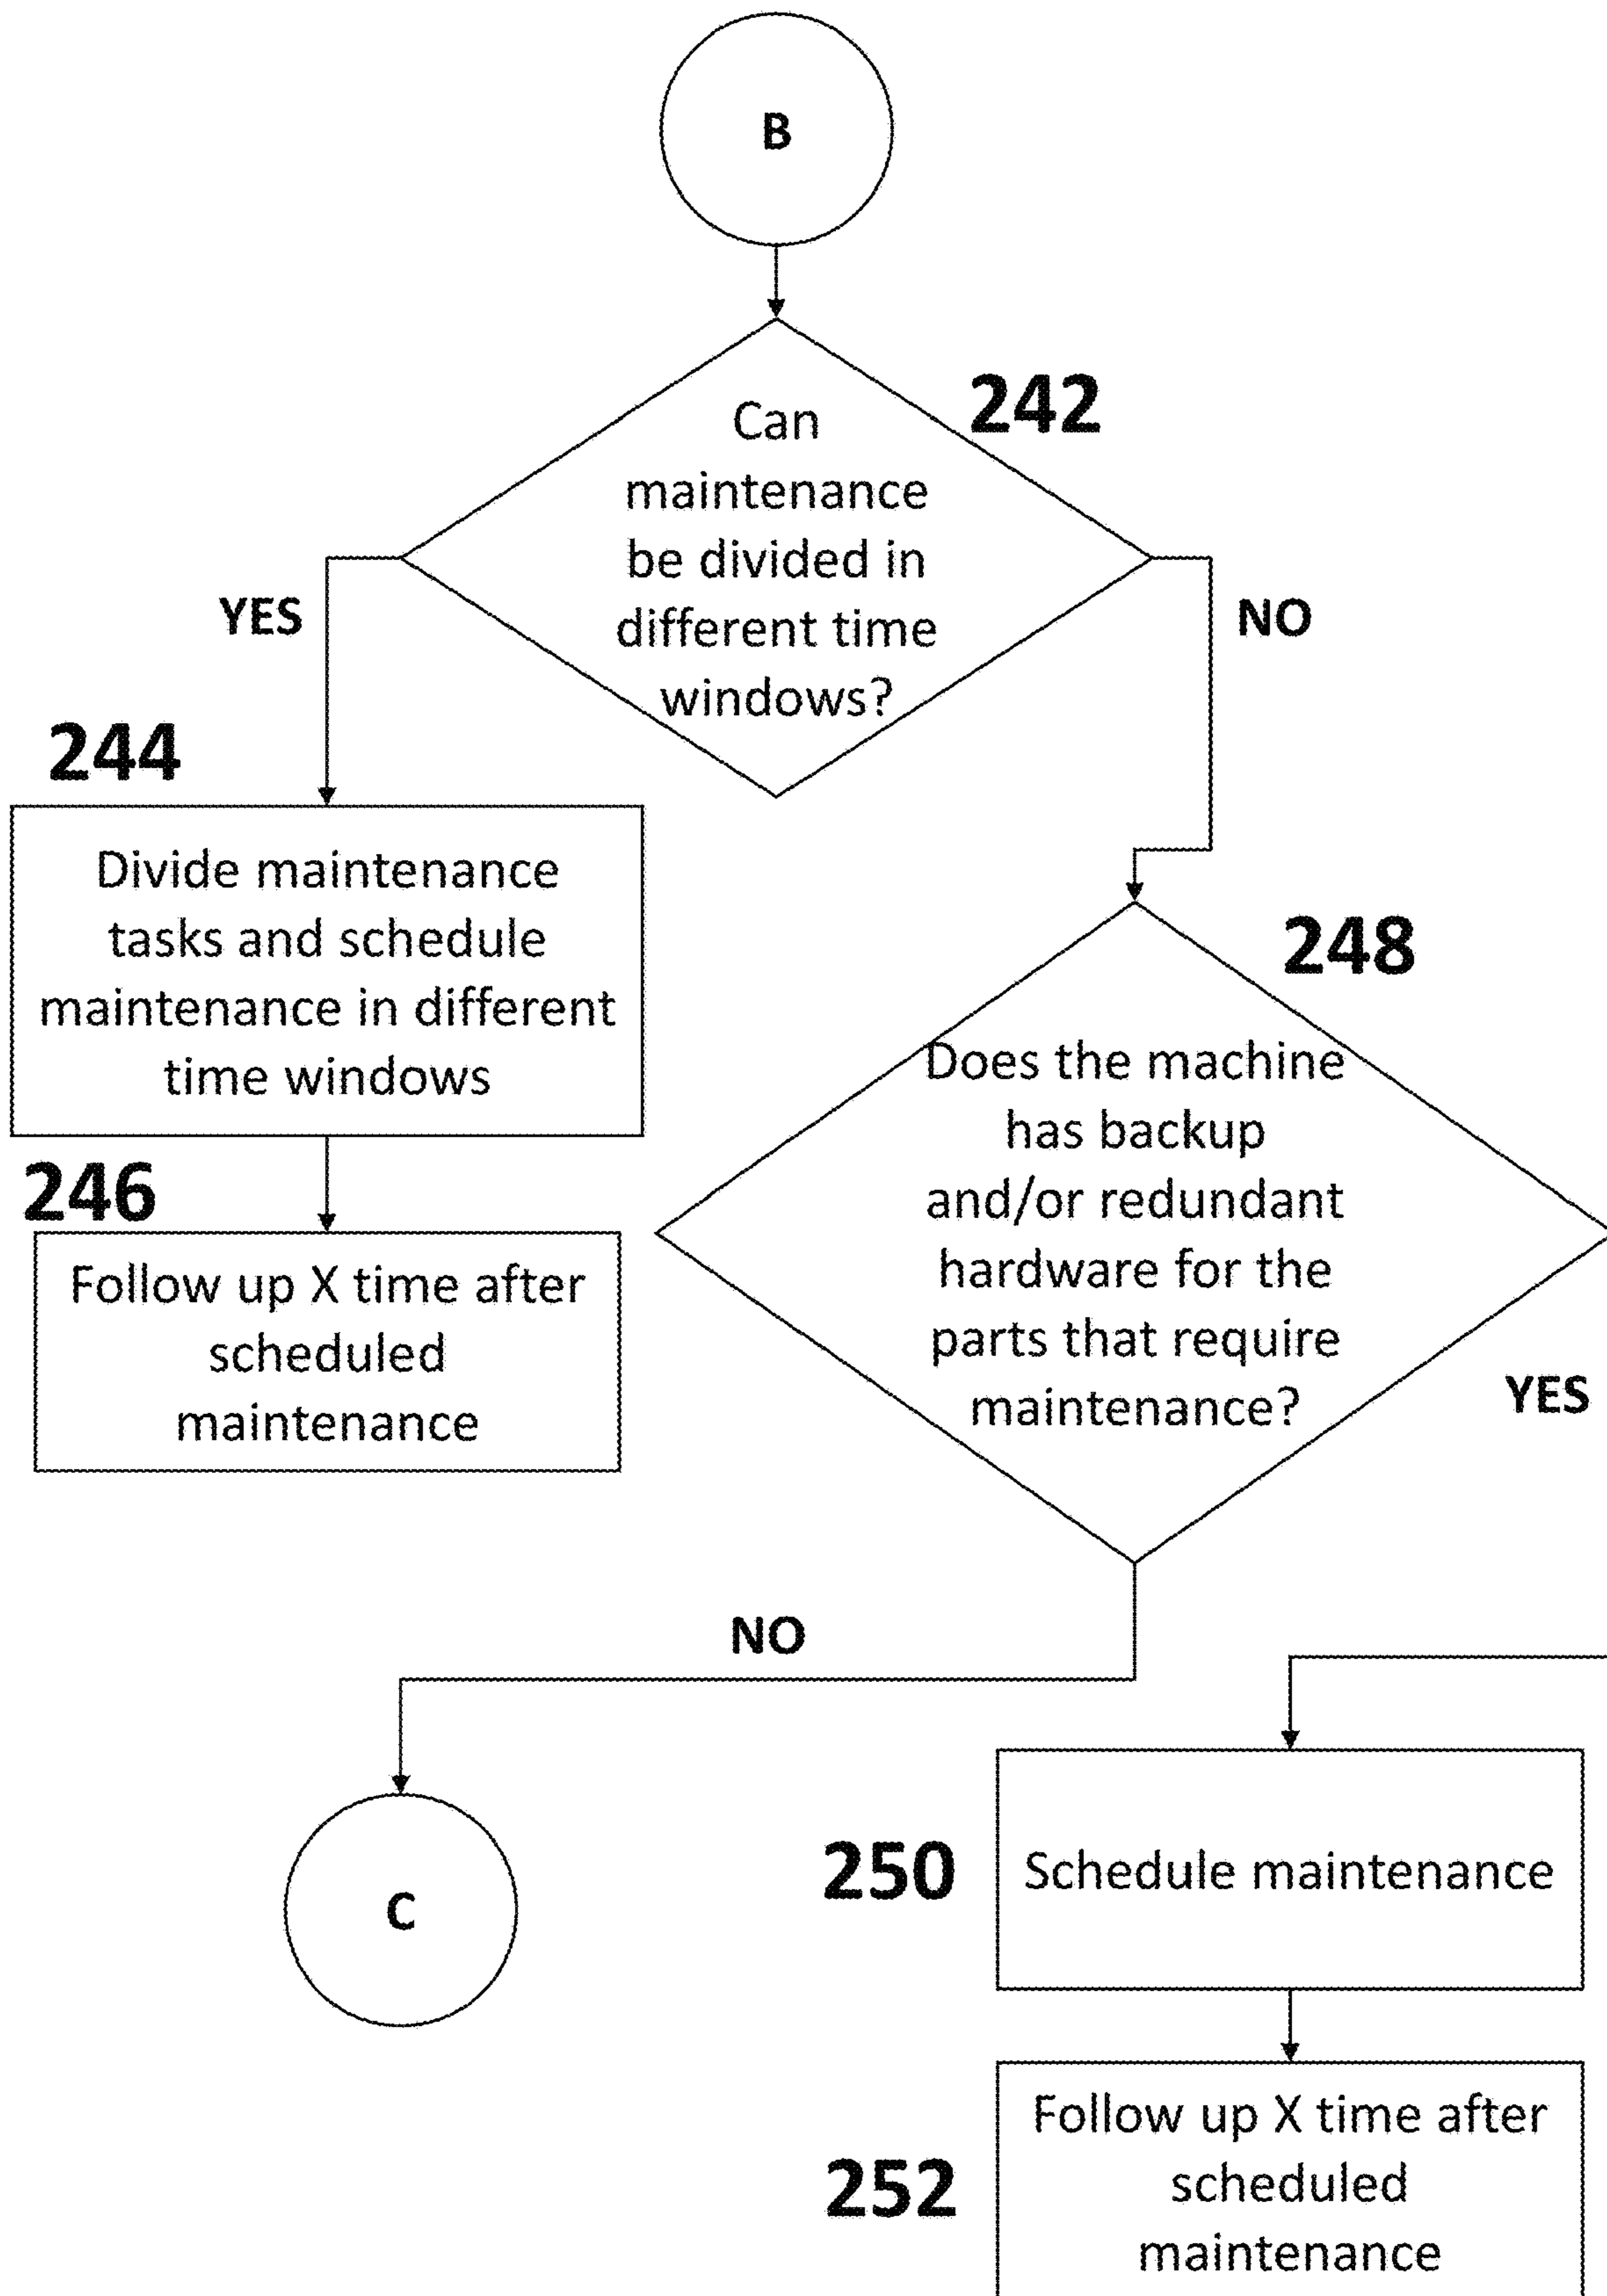 B
242
Can
maintenance
be divided in
different time
windows?
YES
NO
244
Divide maintenance
tasks and schedule
maintenance in different
time windows
248
Does the machine
has backup
and/or redundant
hardware for the
parts that require
maintenance?
246
Follow up X time after
scheduled
maintenance
YES
NO
C
250
Schedule maintenance
252
Follow up X time after
scheduled
maintenance